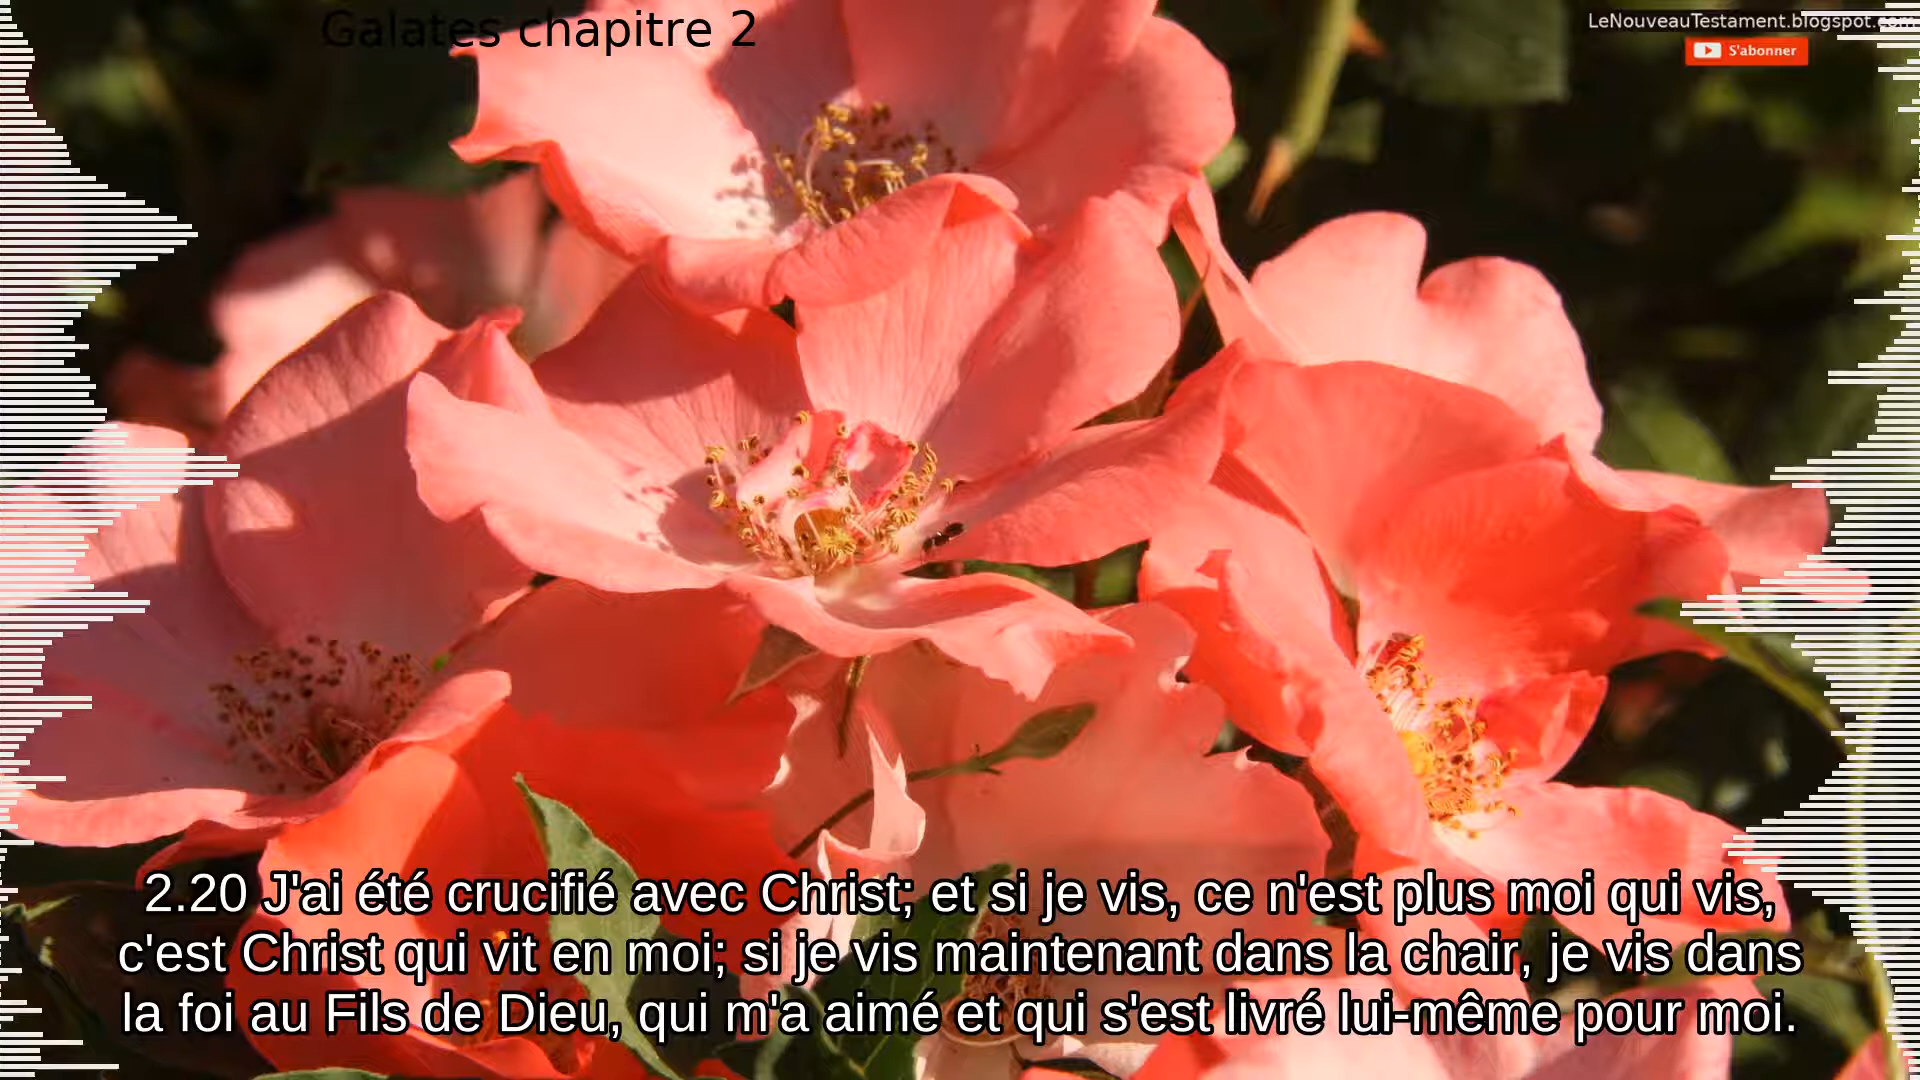 Galates chapitre 2
LeNouveauTestament.blogspot.com
S'abonner
2.20 J'ai été crucifié avec Christ; et si je vis, ce n'est plus moi qui vis,
c'est Christ qui vit en moi; si je vis maintenant dans la chair, je vis dans
la foi au Fils de Dieu, qui m'a aimé et qui s'est livré lui-même pour moi.